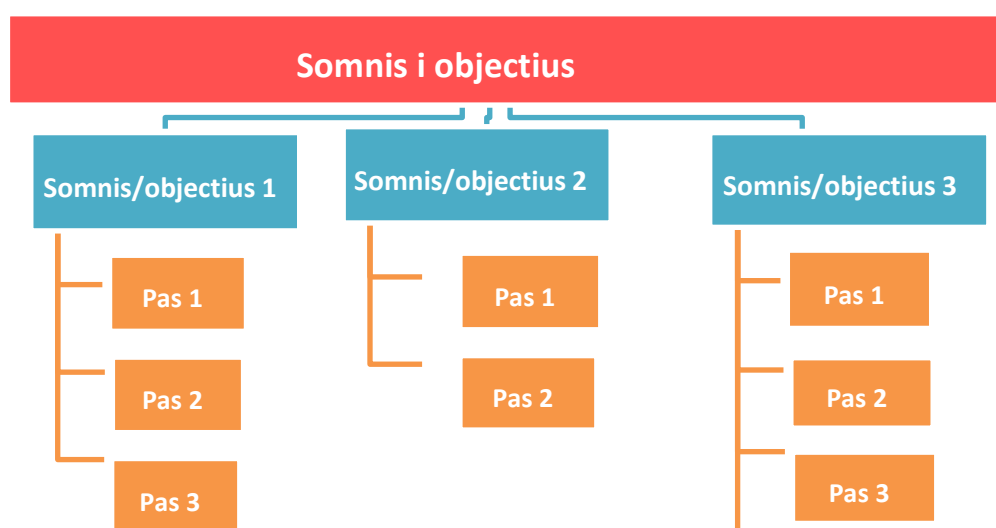 Somnis i objectius
Somnis/objectius 1
Pas 1
Pas 2
Pas 3
Somnis/objectius 2
Pas 1
Pas 2
Somnis/objectius 3
Pas 1
Pas 2
Pas 3